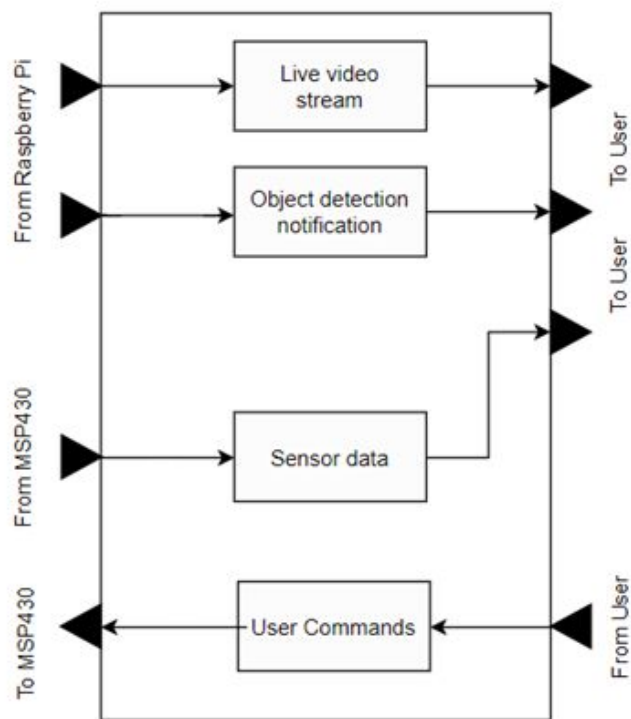 From Raspberry Pi
Live video
stream
To User
Object detection
notification
To User
From MSP430
Sensor data
To MSP430
User Commands
From User